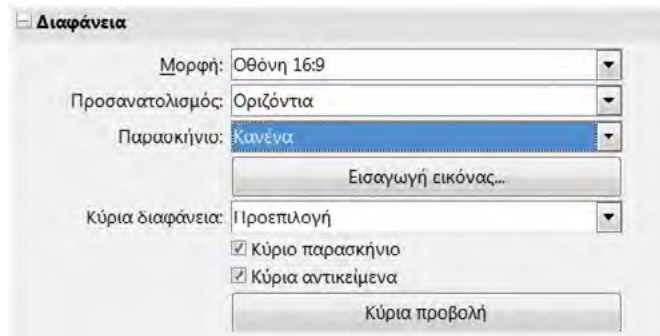 Διαφάνεια
Μορφή: Οθόνη 16:9
Προσανατολισμός: Οριζόντια
Παρασκήνιο: Κανένα
Εισαγωγή εικόνας...
Κύρια διαφάνεια: Προεπιλογή
Κύριο παρασκήνιο
Κύρια αντικείμενα
Κύρια προβολή